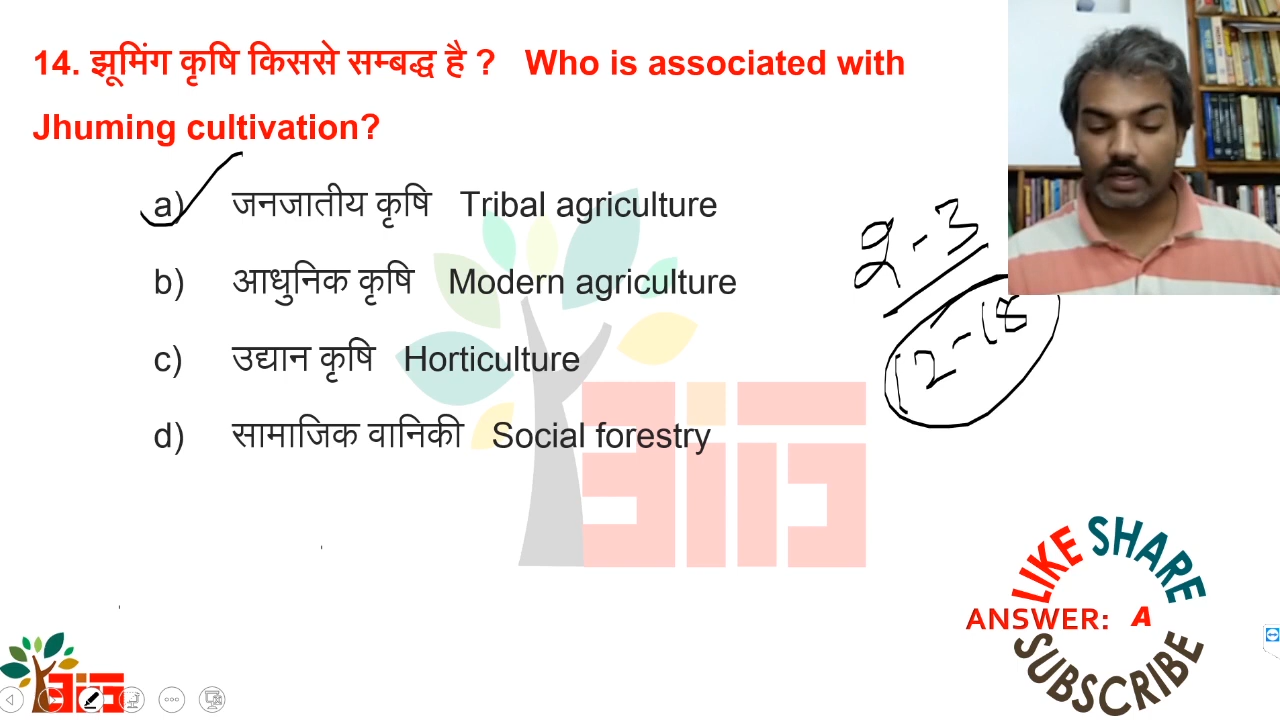 14. झूमिंग कृषि किससे सम्बद्ध है ? Who is associated with
Jhuming cultivation?
a) जनजातीय कृषि Tribal agriculture
b) आधुनिक कृषि Modern agriculture
c) उद्यान कृषि Horticulture
d) सामाजिक वानिकी Social forestry
2-3
12-18
LIKE SHARE
ANSWER: A
SUBSCRIBE